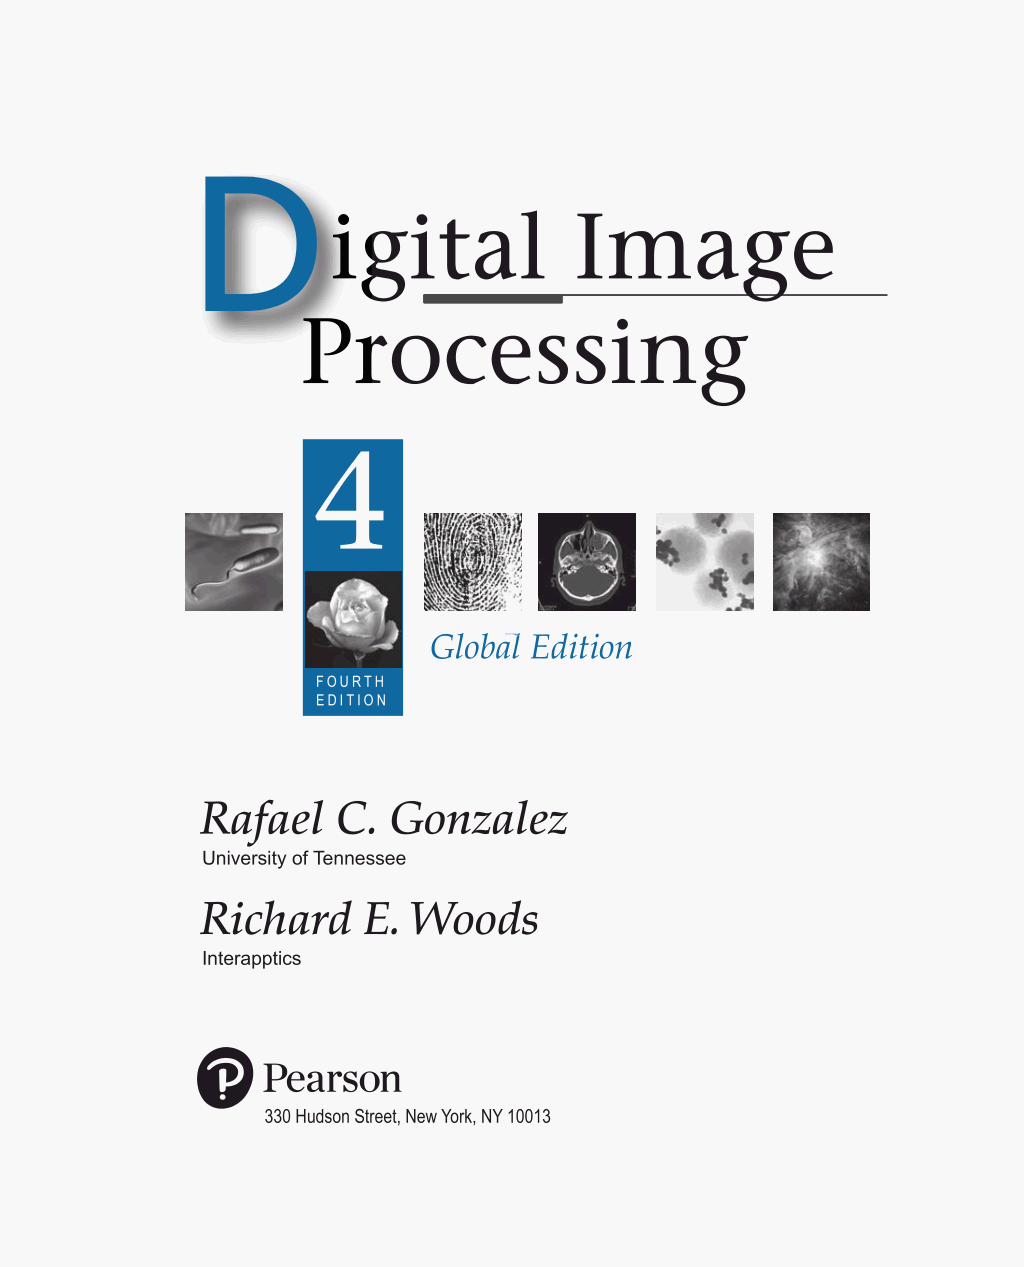 Digital Image
Processing
4
FOURTH
EDITION
Global Edition
Rafael C. Gonzalez
University of Tennessee
Richard E. Woods
Interapptics
Pearson
330 Hudson Street, New York, NY 10013